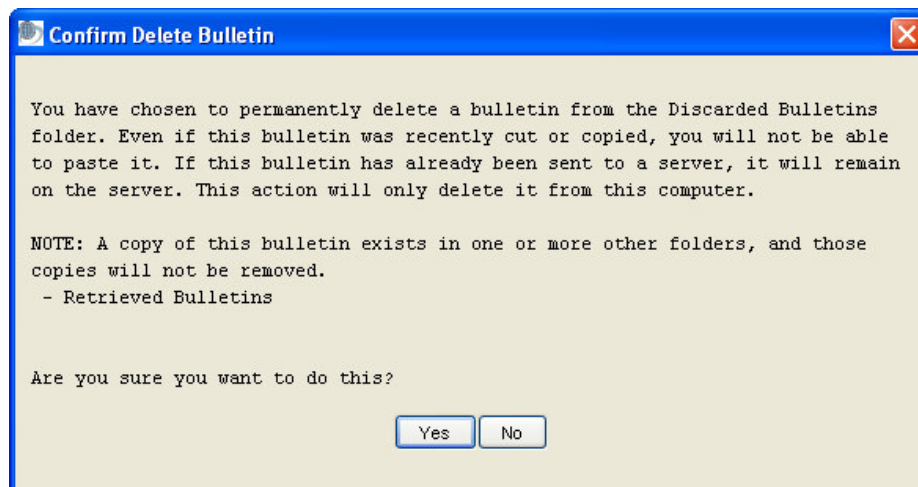 Confirm Delete Bulletin
You have chosen to permanently delete a bulletin from the Discarded Bulletins
folder. Even if this bulletin was recently cut or copied, you will not be able
to paste it. If this bulletin has already been sent to a server, it will remain
on the server. This action will only delete it from this computer.
NOTE: A copy of this bulletin exists in one or more other folders, and those
copies will not be removed.
- Retrieved Bulletins
Are you sure you want to do this?
Yes No